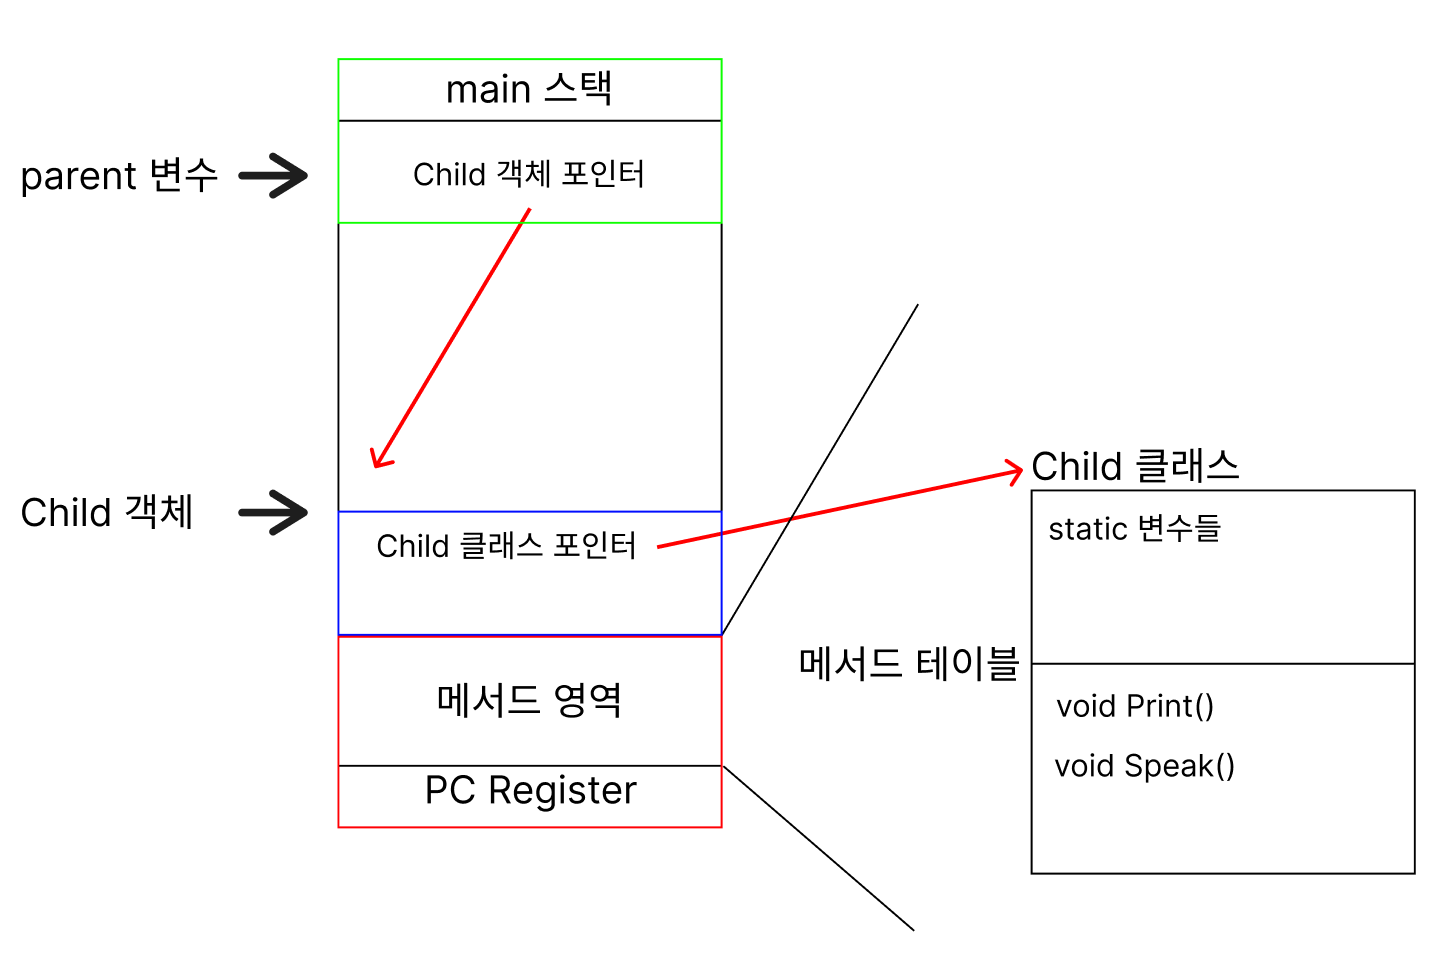 main 스택
parent 변수
Child 객체 포인터
Child 객체
Child 클래스 포인터
메서드 영역
PC Register
Child 클래스
static 변수들
메서드 테이블
void Print()
void Speak()